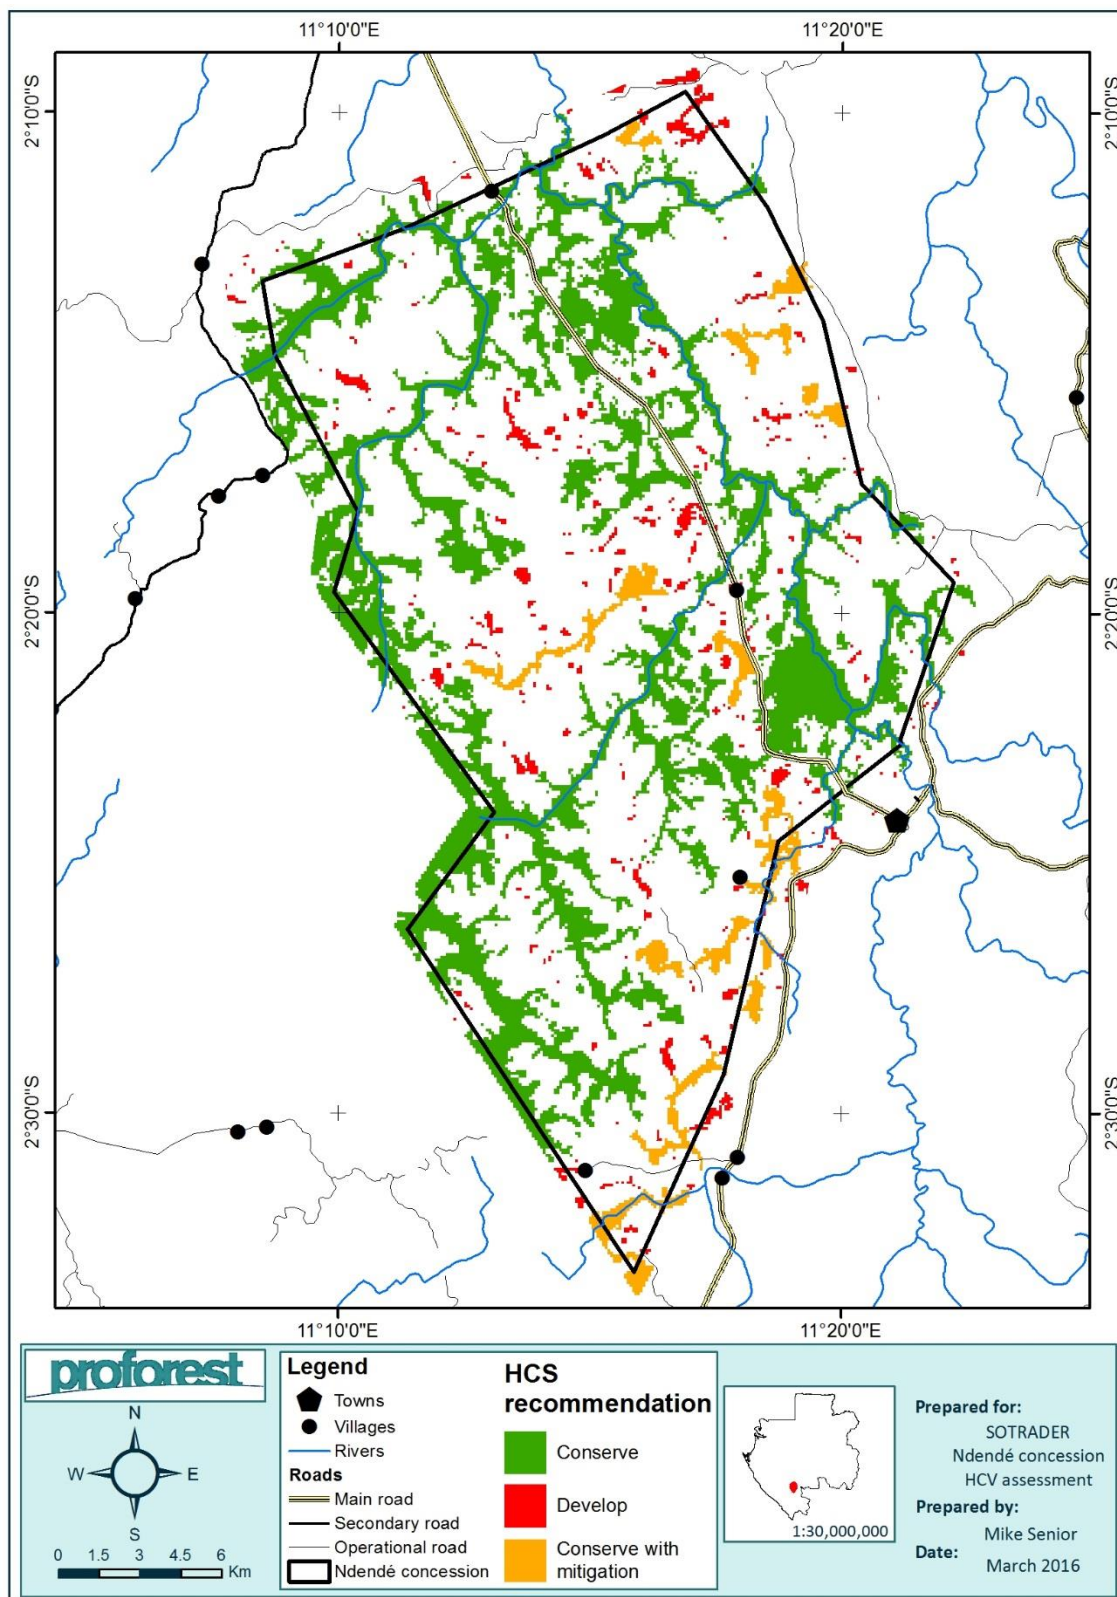 11°10'0"E
11°20'0"E
2°10'0"S
2°10'0"S
2°20'0"S
2°20'0"S
2°30'0"S
2°30'0"S
11°10'0"E
11°20'0"E
proforest
N
W
E
S
0 1.5 3 4.5 6
Km
Legend
Towns
Villages
Rivers
Roads
Main road
Secondary road
Operational road
Ndendé concession
HCS
recommendation
Conserve
Develop
Conserve with
mitigation
1:30,000,000
Prepared for:
SOTRADER
Ndendé concession
HCV assessment
Prepared by:
Mike Senior
Date:
March 2016